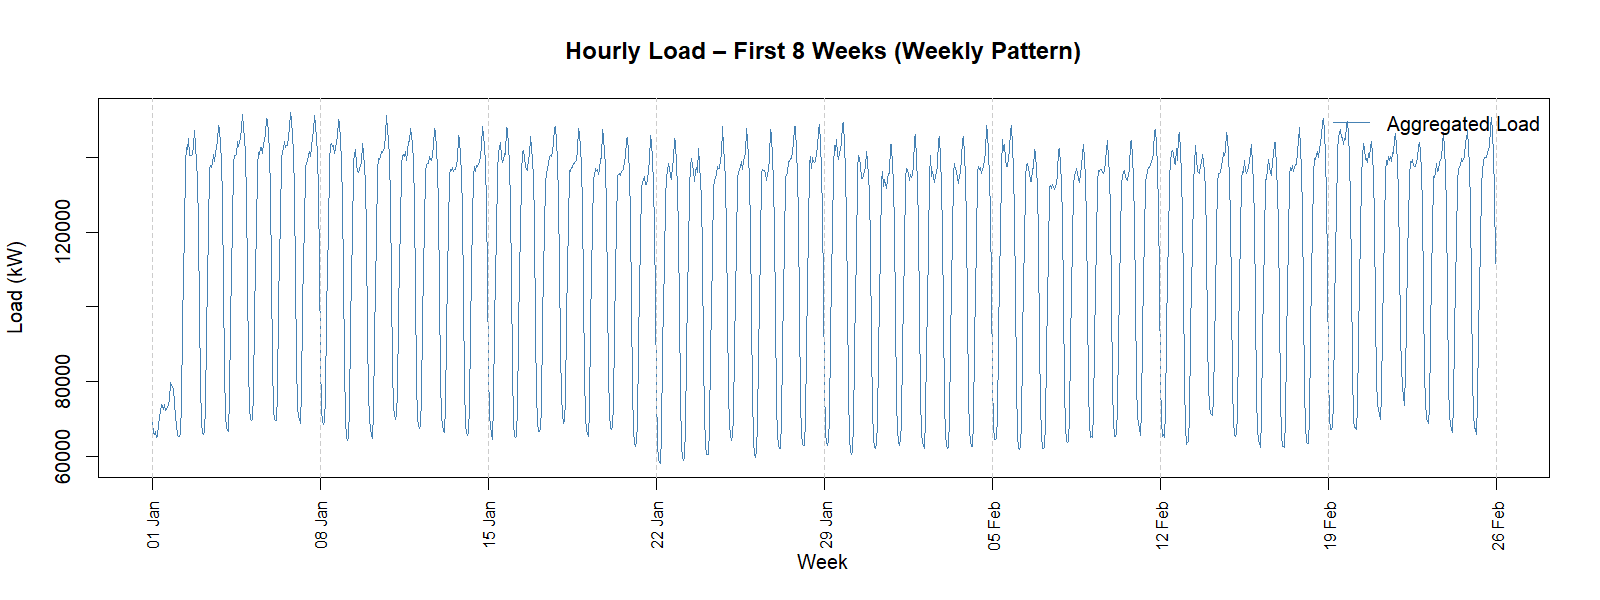 Hourly Load – First 8 Weeks (Weekly Pattern)
Aggregated Load
Load (kW)
120000
80000
60000
01 Jan
08 Jan
15 Jan
22 Jan
29 Jan
05 Feb
12 Feb
19 Feb
26 Feb
Week